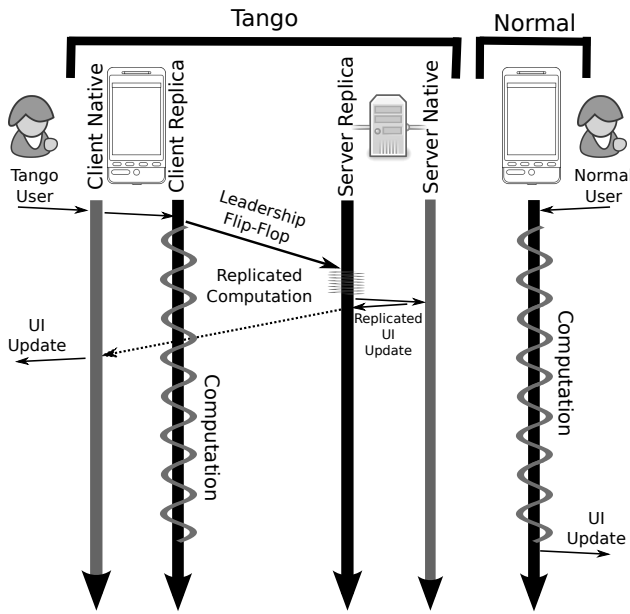 Tango
Normal
Client Native
Client Replica
Server Replica
Server Native
Tango
User
Norma
User
Leadership
Flip-Flop
Replicated
Computation
Replicated
UI
Update
UI
Update
Computation
Computation
UI
Update